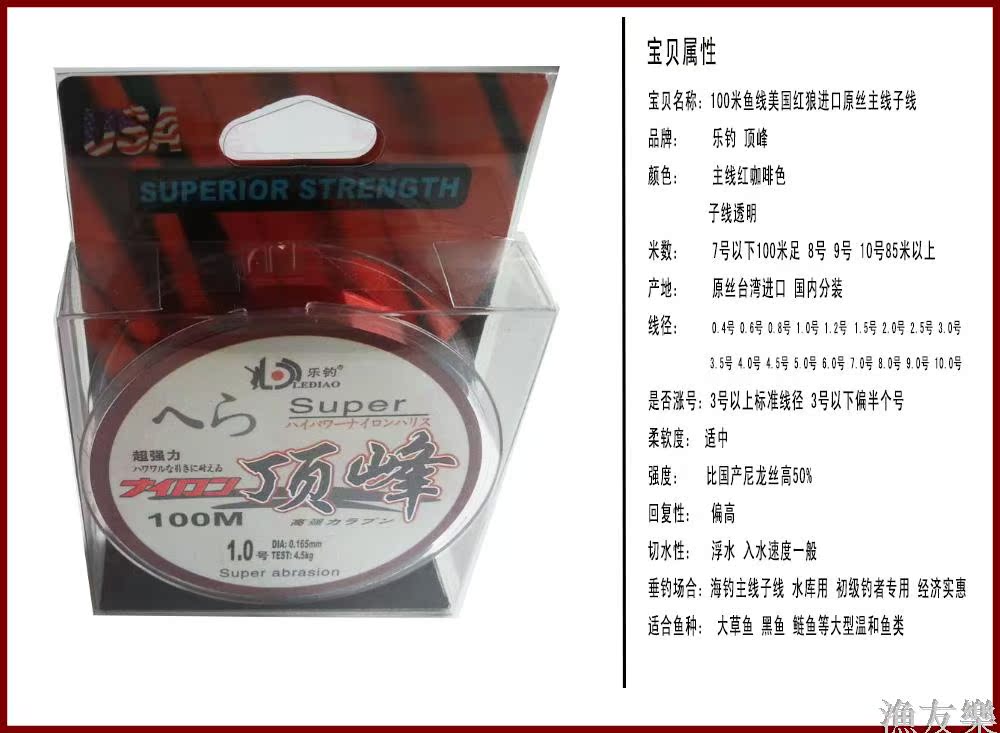 USA
SUPERIOR STRENGTH
乐钓®
LEDIAO
へら
Super
ハイパワーナイロンハリス
超强力
ハワワルな引きに耐えゐ
ナイロン
顶峰
100M
高强力ラブン
1.0号
DIA: 0.165mm
TEST: 4.5kg
Super abrasion
宝贝属性
宝贝名称: 100米鱼线美国红狼进口原丝主线子线
品牌: 乐钓 顶峰
颜色: 主线红咖啡色
子线透明
米数: 7号以下100米足 8号 9号 10号85米以上
产地: 原丝台湾进口 国内分装
线径: 0.4号 0.6号 0.8号 1.0号 1.2号 1.5号 2.0号 2.5号 3.0号
3.5号 4.0号 4.5号 5.0号 6.0号 7.0号 8.0号 9.0号 10.0号
是否涨号: 3号以上标准线径 3号以下偏半个号
柔软度: 适中
强度: 比国产尼龙丝高50%
回复性: 偏高
切水性: 浮水 入水速度一般
垂钓场合: 海钓主线子线 水库用 初级钓者专用 经济实惠
适合鱼种: 大草鱼 黑鱼 鲢鱼等大型温和鱼类
漁友樂